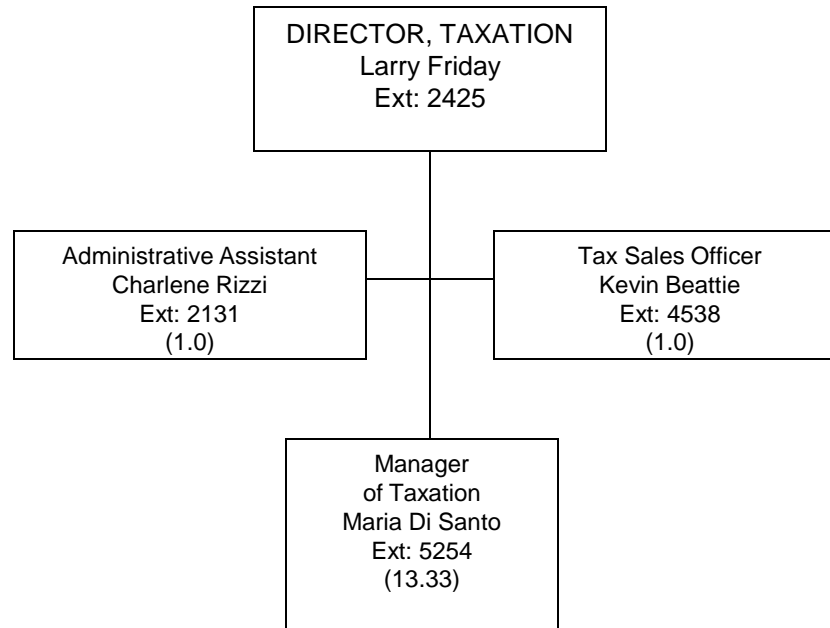 DIRECTOR, TAXATION
Larry Friday
Ext: 2425
Administrative Assistant
Charlene Rizzi
Ext: 2131
(1.0)
Tax Sales Officer
Kevin Beattie
Ext: 4538
(1.0)
Manager
of Taxation
Maria Di Santo
Ext: 5254
(13.33)